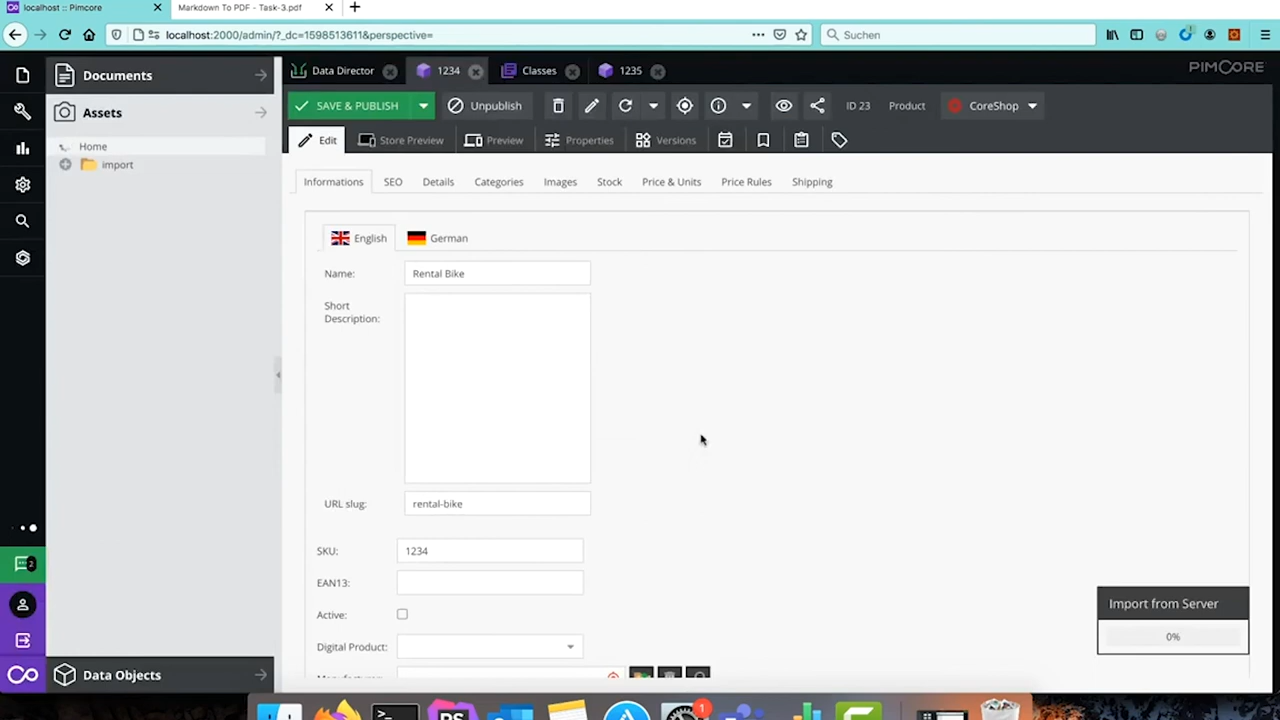 localhost :: Pimcore
Markdown To PDF - Task-3.pdf
localhost:2000/admin/?_dc=1598513611&perspective=
Suchen
Documents
Assets
Home
import
Data Objects
2
Data Director
1234
Classes
1235
PIMCORE
SAVE & PUBLISH
Unpublish
ID 23
Product
CoreShop
Edit
Store Preview
Preview
Properties
Versions
Informations
SEO
Details
Categories
Images
Stock
Price & Units
Price Rules
Shipping
English
German
Name:
Rental Bike
Short
Description:
URL slug:
rental-bike
SKU:
1234
EAN13:
Active:
Digital Product:
Import from Server
0%
PS
1